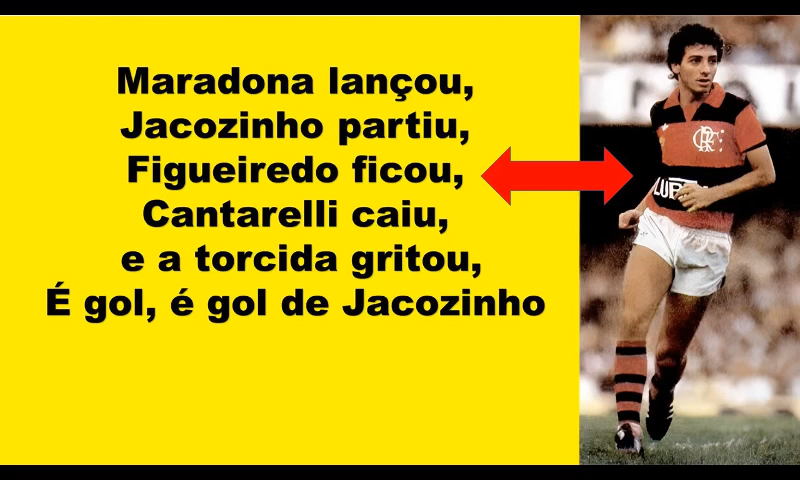 Maradona lançou,
Jacozinho partiu,
Figueiredo ficou,
Cantarelli caiu,
e a torcida gritou,
É gol, é gol de Jacozinho